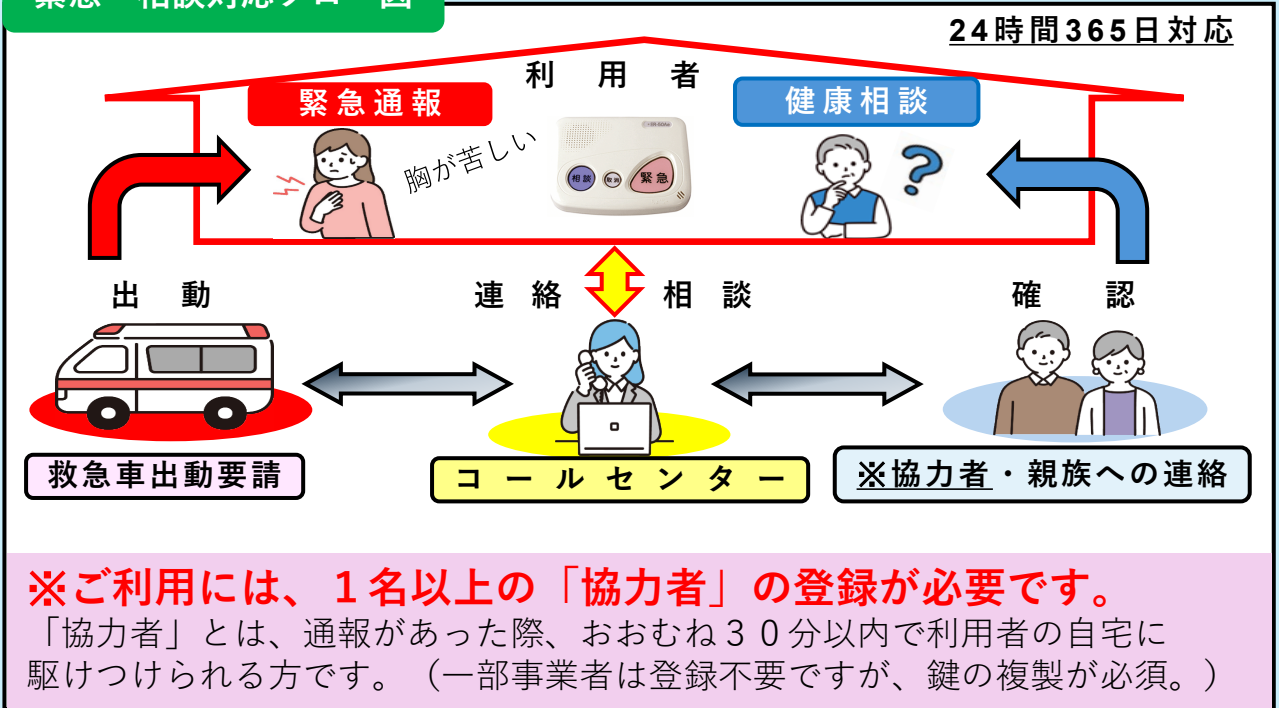 24時間365日対応
利用者
緊急通報
健康相談
胸が苦しい
相談
取消
緊急
出動
連絡
相談
確認
救急車出動要請
コールセンター
※協力者・親族への連絡
※ご利用には、１名以上の「協力者」の登録が必要です。
「協力者」とは、通報があった際、おおむね３０分以内で利用者の自宅に
駆けつけられる方です。（一部事業者は登録不要ですが、鍵の複製が必須。）